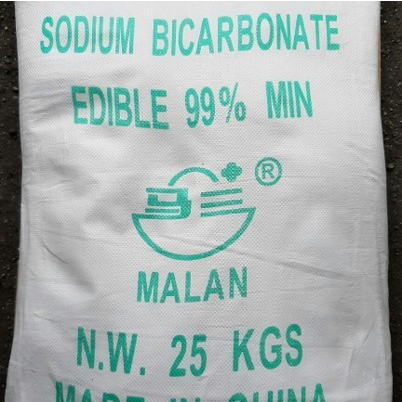 SODIUM BICARBONATE
EDIBLE 99% MIN
®
MALAN
N.W. 25 KGS
MADE IN CHINA